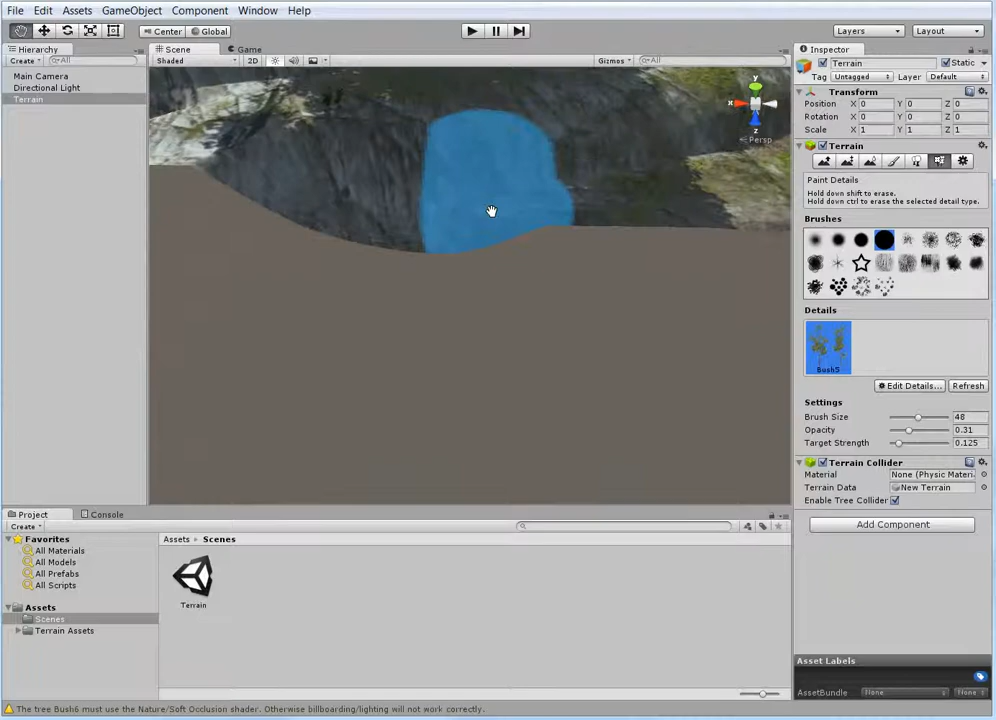 File Edit Assets GameObject Component Window Help
Center Global Layers Layout
Hierarchy Scene Game Inspector
Create All Shaded 2D Gizmos All Terrain Static
Main Camera Tag Untagged Layer Default
Directional Light
Terrain
Transform
Position X 0 Y 0 Z 0
Rotation X 0 Y 0 Z 0
Scale X 1 Y 1 Z 1
y
x
z
Persp
Terrain
Paint Details
Hold down shift to erase.
Hold down ctrl to erase the selected detail type.
Brushes
Details
Bush5
Edit Details... Refresh
Settings
Brush Size 48
Opacity 0.31
Target Strength 0.125
Terrain Collider
Material None (Physic Materi
Terrain Data New Terrain
Enable Tree Collider
Add Component
Project Console
Create
Favorites
All Materials
All Models
All Prefabs
All Scripts
Assets
Scenes
Terrain Assets
Assets Scenes
Terrain
Asset Labels
AssetBundle None None
The tree Bush6 must use the Nature/Soft Occlusion shader. Otherwise billboarding/lighting will not work correctly.